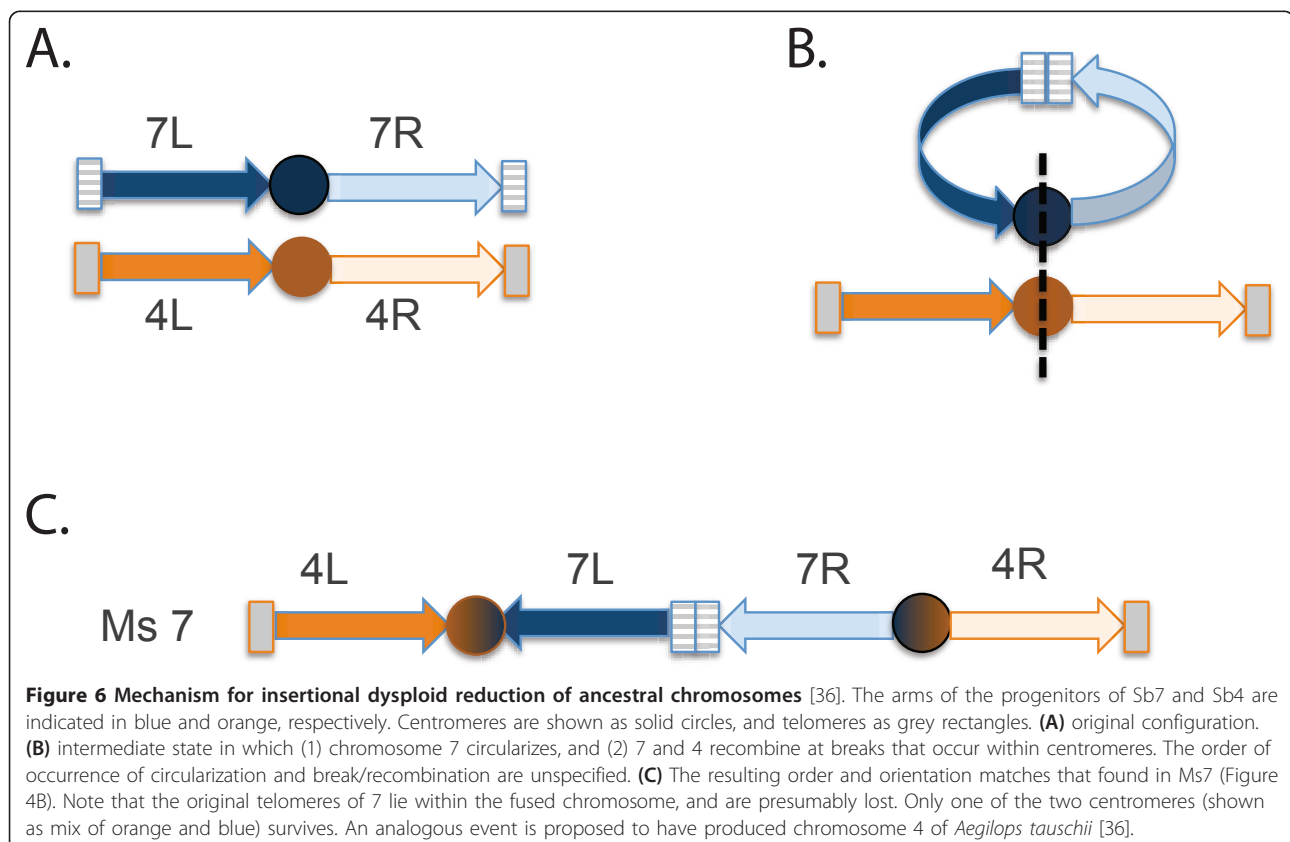 A.
B.
7L 7R
4L 4R
C.
4L 7L 7R 4R
Ms 7
Figure 6 Mechanism for insertional dysploid reduction of ancestral chromosomes [36]. The arms of the progenitors of Sb7 and Sb4 are
indicated in blue and orange, respectively. Centromeres are shown as solid circles, and telomeres as grey rectangles. (A) original configuration.
(B) intermediate state in which (1) chromosome 7 circularizes, and (2) 7 and 4 recombine at breaks that occur within centromeres. The order of
occurrence of circularization and break/recombination are unspecified. (C) The resulting order and orientation matches that found in Ms7 (Figure
4B). Note that the original telomeres of 7 lie within the fused chromosome, and are presumably lost. Only one of the two centromeres (shown
as mix of orange and blue) survives. An analogous event is proposed to have produced chromosome 4 of Aegilops tauschii [36].